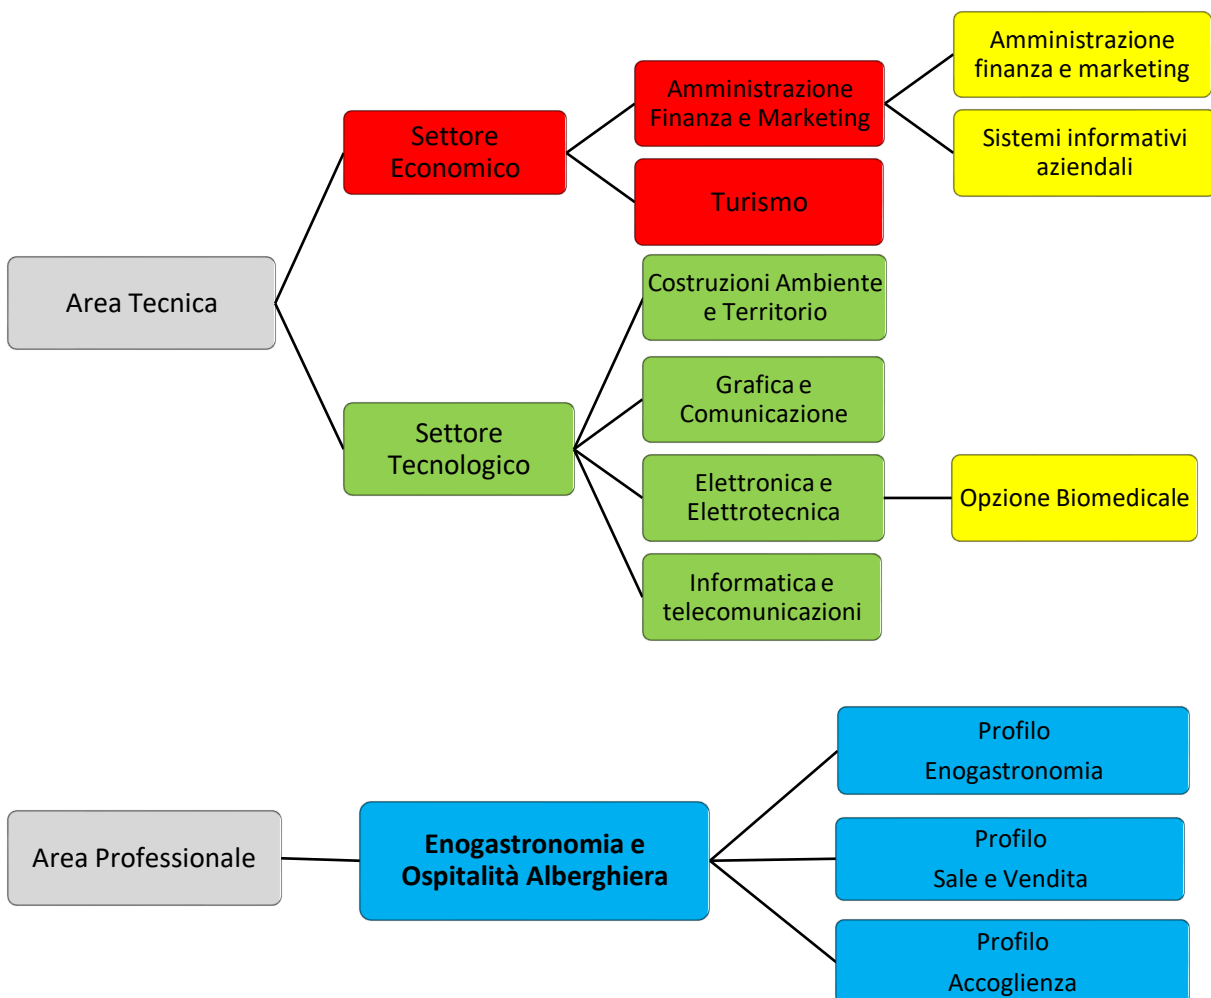 Area Tecnica
Settore
Economico
Amministrazione
Finanza e Marketing
Amministrazione
finanza e marketing
Sistemi informativi
aziendali
Turismo
Settore
Tecnologico
Costruzioni Ambiente
e Territorio
Grafica e
Comunicazione
Elettronica e
Elettrotecnica
Opzione Biomedicale
Informatica e
telecomunicazioni
Area Professionale
Enogastronomia e
Ospitalità Alberghiera
Profilo
Enogastronomia
Profilo
Sale e Vendita
Profilo
Accoglienza